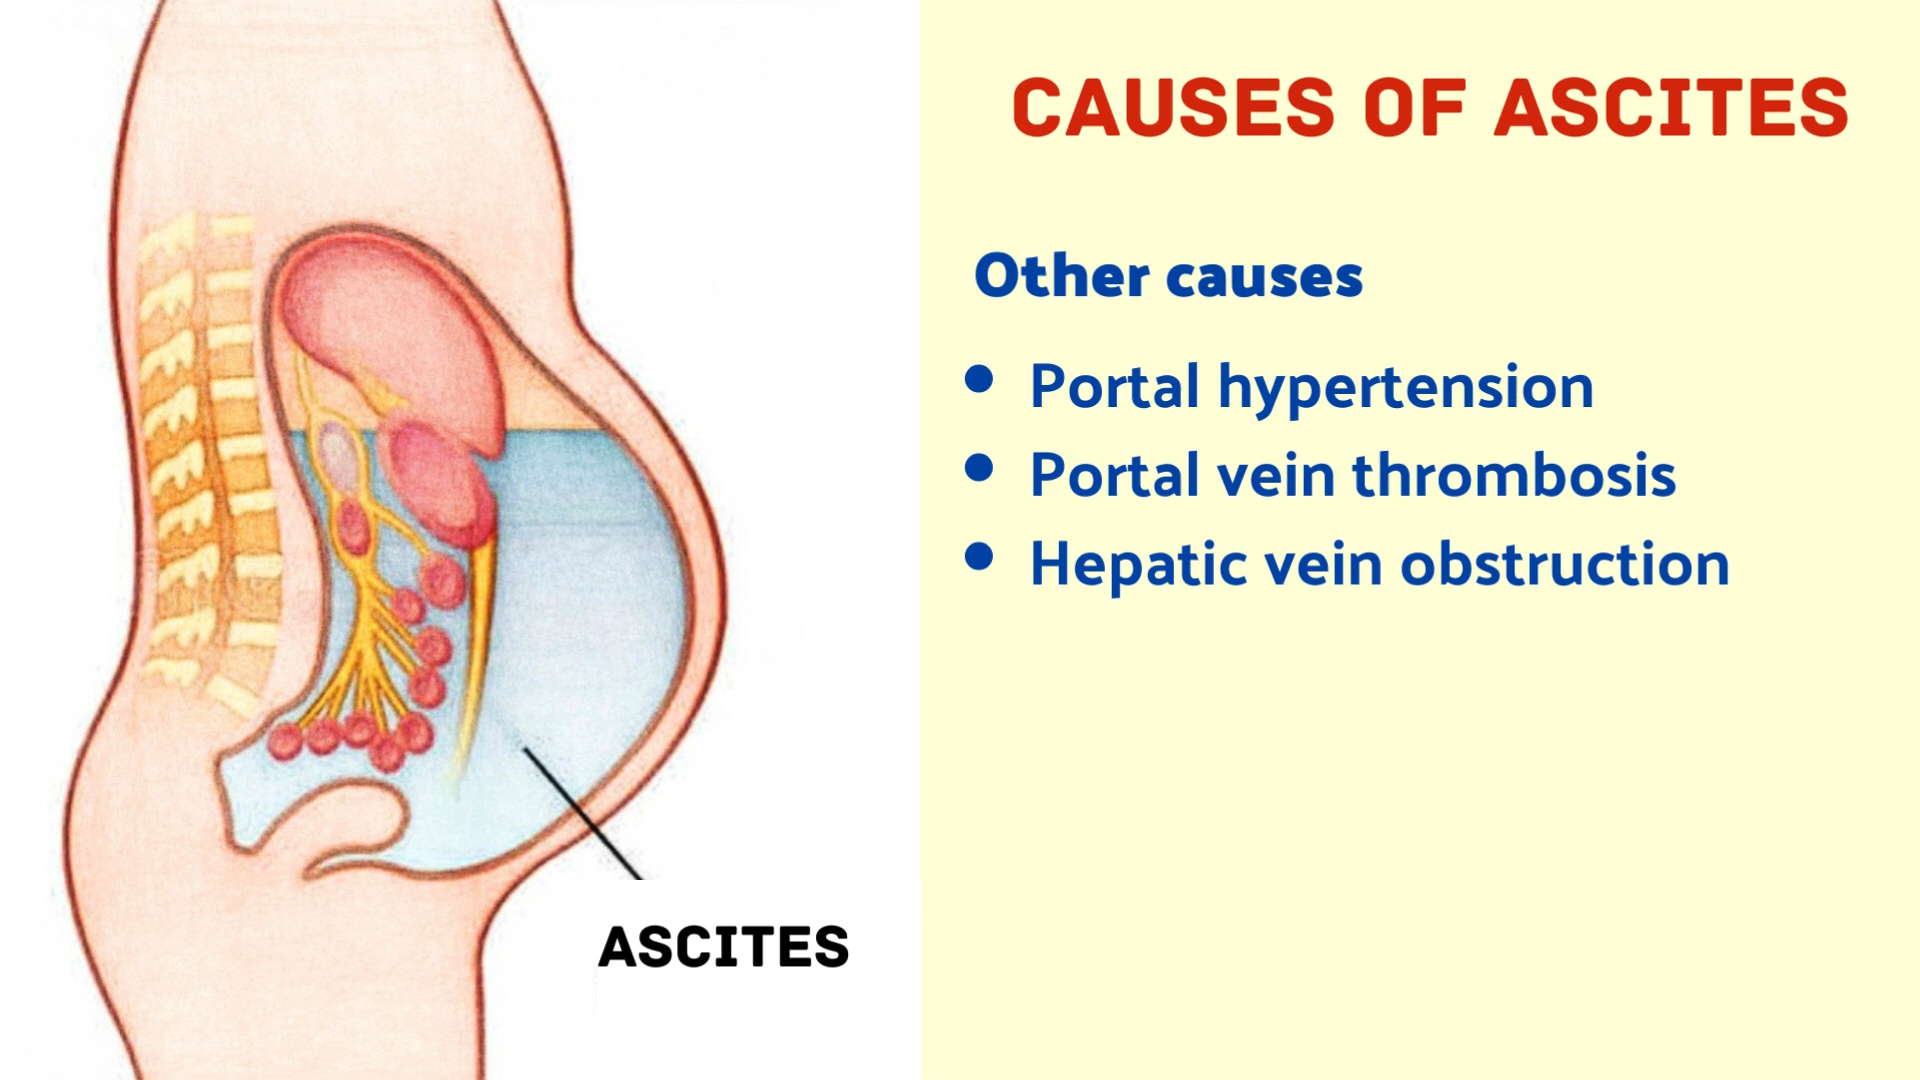 CAUSES OF ASCITES
Other causes
• Portal hypertension
• Portal vein thrombosis
• Hepatic vein obstruction
ASCITES